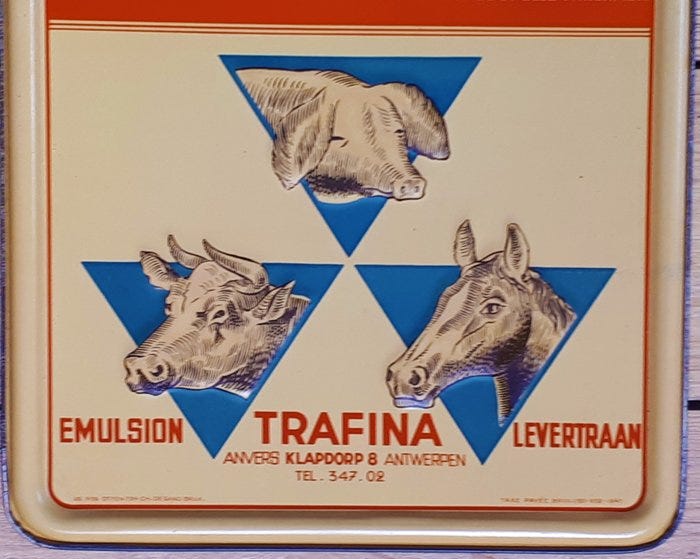 EMULSION TRAFINA LEVERTRAAN
ANVERS KLAPDORP 8 ANTWERPEN
TEL. 347.02